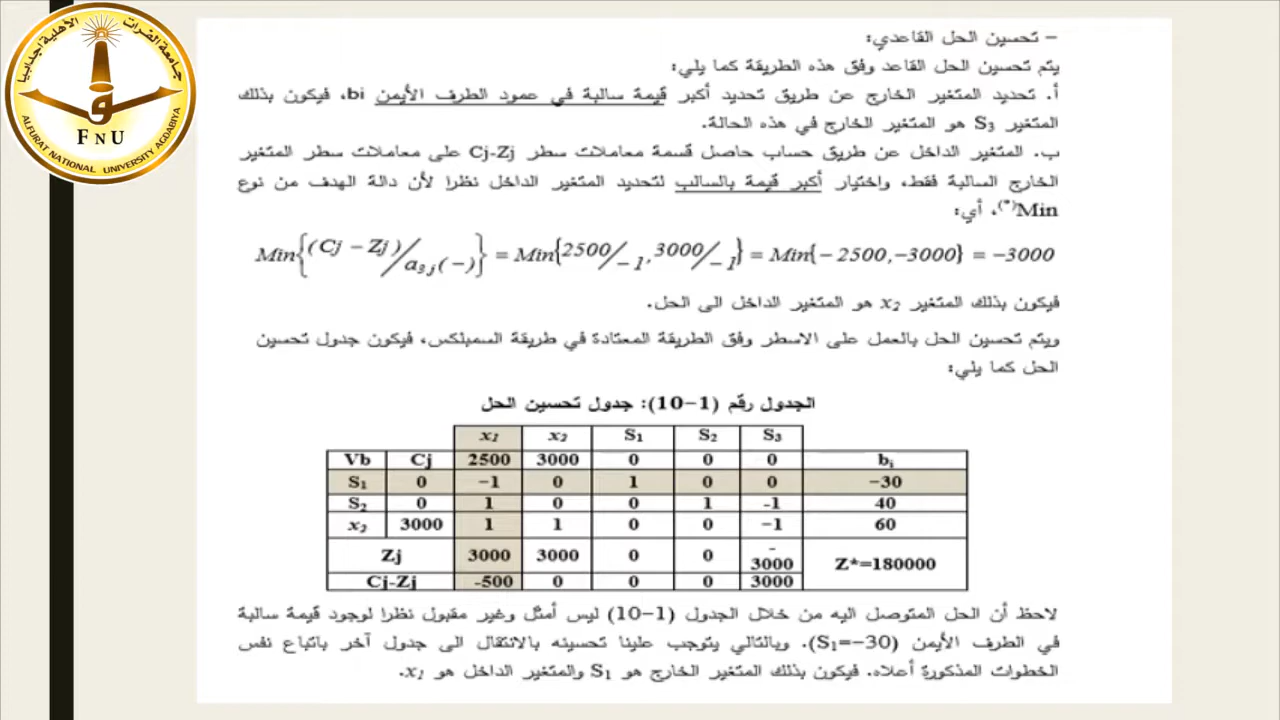 جامعة الفرات الأهلية اجدابيا
FNU
ALFURAT NATIONAL UNIVERSITY AGDABIYA
– تحسين الحل القاعدي:
يتم تحسين الحل القاعد وفق هذه الطريقة كما يلي:
أ. تحديد المتغير الخارج عن طريق تحديد أكبر قيمة سالبة في عمود الطرف الأيمن bi، فيكون بذلك
المتغير S3 هو المتغير الخارج في هذه الحالة.
ب. المتغير الداخل عن طريق حساب حاصل قسمة معاملات سطر Cj-Zj على معاملات سطر المتغير
الخارج السالبة فقط، واختيار أكبر قيمة بالسالب لتحديد المتغير الداخل نظرا لأن دالة الهدف من نوع
Min(*)، أي:
Min{(Cj − Zj)/a3j(−)} = Min{2500/−1, 3000/−1} = Min{−2500,−3000} = −3000
فيكون بذلك المتغير x2 هو المتغير الداخل الى الحل.
ويتم تحسين الحل بالعمل على الاسطر وفق الطريقة المعتادة في طريقة السمبلكس، فيكون جدول تحسين
الحل كما يلي:
الجدول رقم (1−10): جدول تحسين الحل
x1 x2 S1 S2 S3
Vb Cj 2500 3000 0 0 0 bi
S1 0 −1 0 1 0 0 −30
S2 0 1 0 0 1 -1 40
x2 3000 1 1 0 0 −1 60
Zj 3000 3000 0 0 -3000 Z*=180000
Cj-Zj -500 0 0 0 3000
لاحظ أن الحل المتوصل اليه من خلال الجدول (1−10) ليس أمثل وغير مقبول نظرا لوجود قيمة سالبة
في الطرف الأيمن (S1=−30). وبالتالي يتوجب علينا تحسينه بالانتقال الى جدول آخر باتباع نفس
الخطوات المذكورة أعلاه. فيكون بذلك المتغير الخارج هو S1 والمتغير الداخل هو x1.